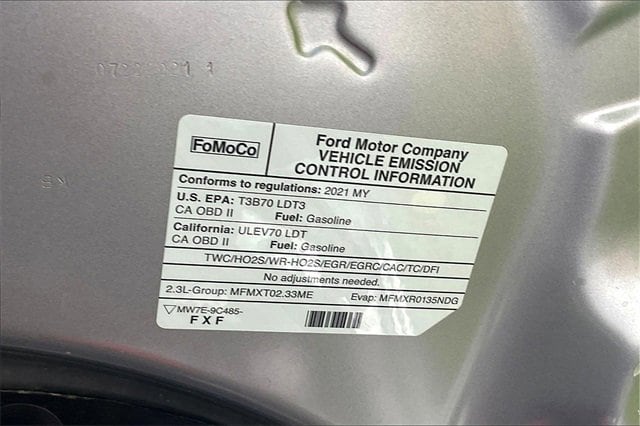 FoMoCo
Ford Motor Company
VEHICLE EMISSION
CONTROL INFORMATION
Conforms to regulations: 2021 MY
U.S. EPA: T3B70 LDT3
CA OBD II Fuel: Gasoline
California: ULEV70 LDT
CA OBD II Fuel: Gasoline
TWC/HO2S/WR-HO2S/EGR/EGRC/CAC/TC/DFI
No adjustments needed.
2.3L-Group: MFMXT02.33ME Evap: MFMXR0135NDG
MW7E-9C485-
FXF